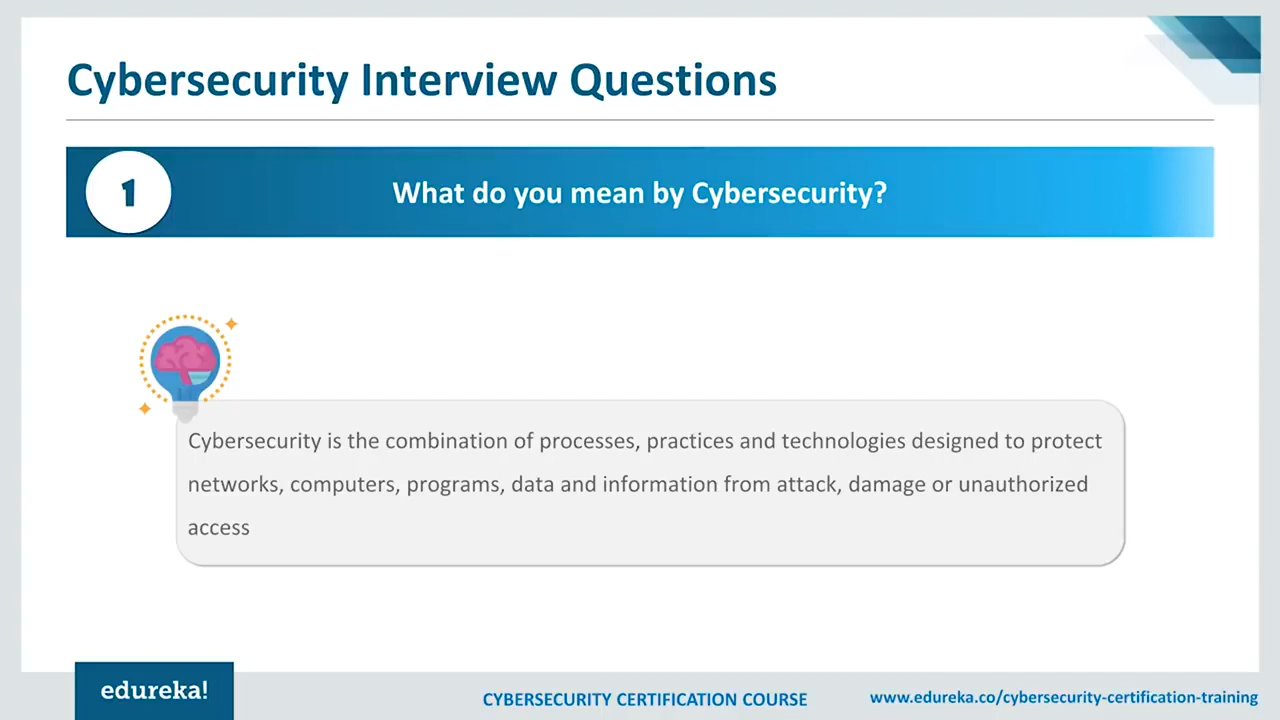 Cybersecurity Interview Questions
1
What do you mean by Cybersecurity?
Cybersecurity is the combination of processes, practices and technologies designed to protect
networks, computers, programs, data and information from attack, damage or unauthorized
access
edureka!
CYBERSECURITY CERTIFICATION COURSE
www.edureka.co/cybersecurity-certification-training